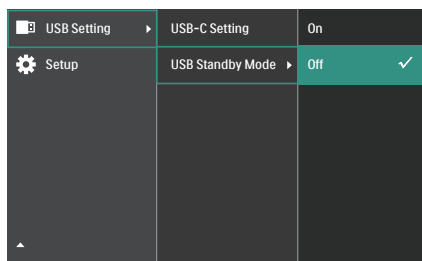 USB Setting
USB-C Setting
On
Setup
USB Standby Mode
Off